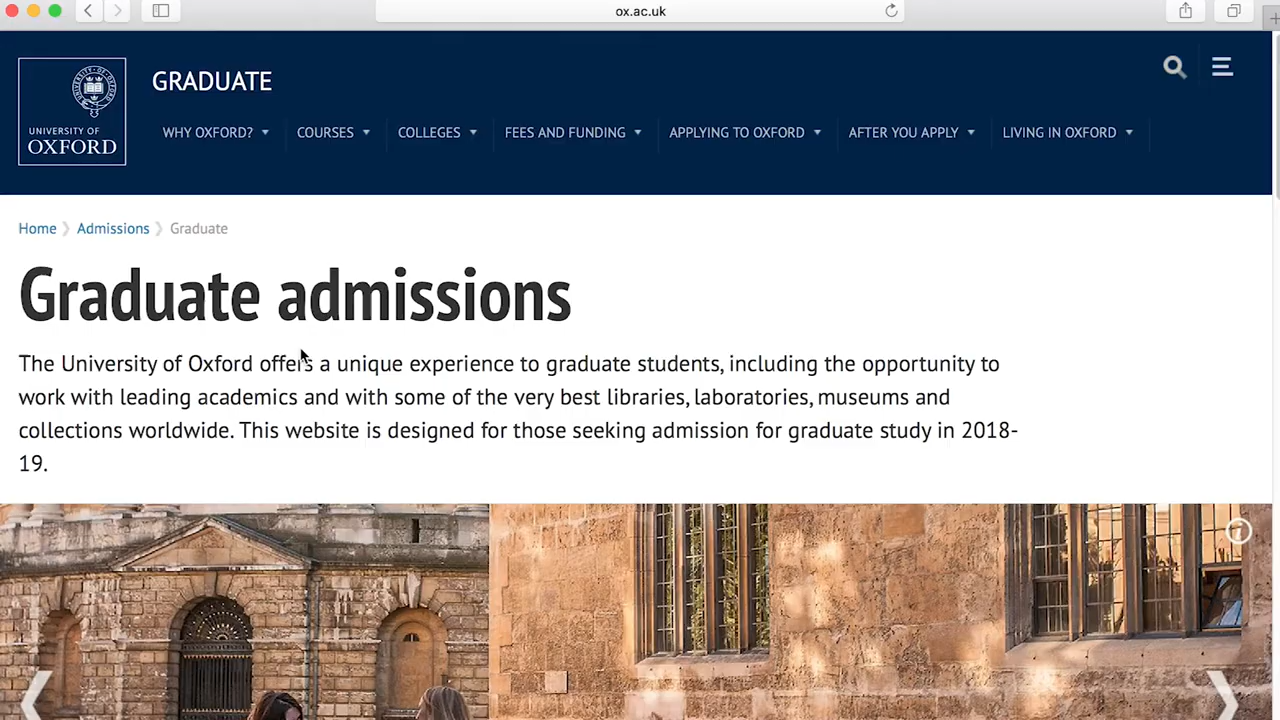 ox.ac.uk
UNIVERSITY OF
OXFORD
GRADUATE
WHY OXFORD? COURSES COLLEGES FEES AND FUNDING APPLYING TO OXFORD AFTER YOU APPLY LIVING IN OXFORD
Home Admissions Graduate
Graduate admissions
The University of Oxford offers a unique experience to graduate students, including the opportunity to
work with leading academics and with some of the very best libraries, laboratories, museums and
collections worldwide. This website is designed for those seeking admission for graduate study in 2018-
19.